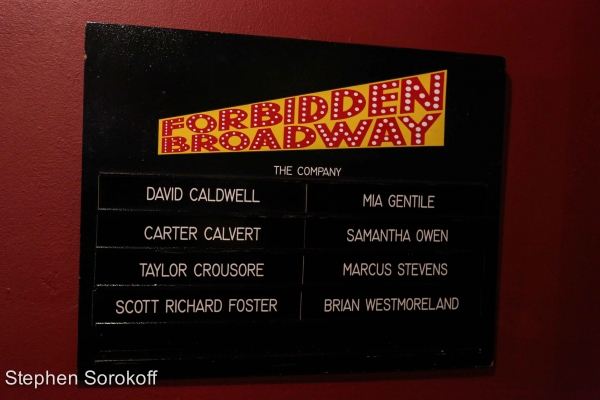 FORBIDDEN
BROADWAY
THE COMPANY
DAVID CALDWELL MIA GENTILE
CARTER CALVERT SAMANTHA OWEN
TAYLOR CROUSORE MARCUS STEVENS
SCOTT RICHARD FOSTER BRIAN WESTMORELAND
Stephen Sorokoff